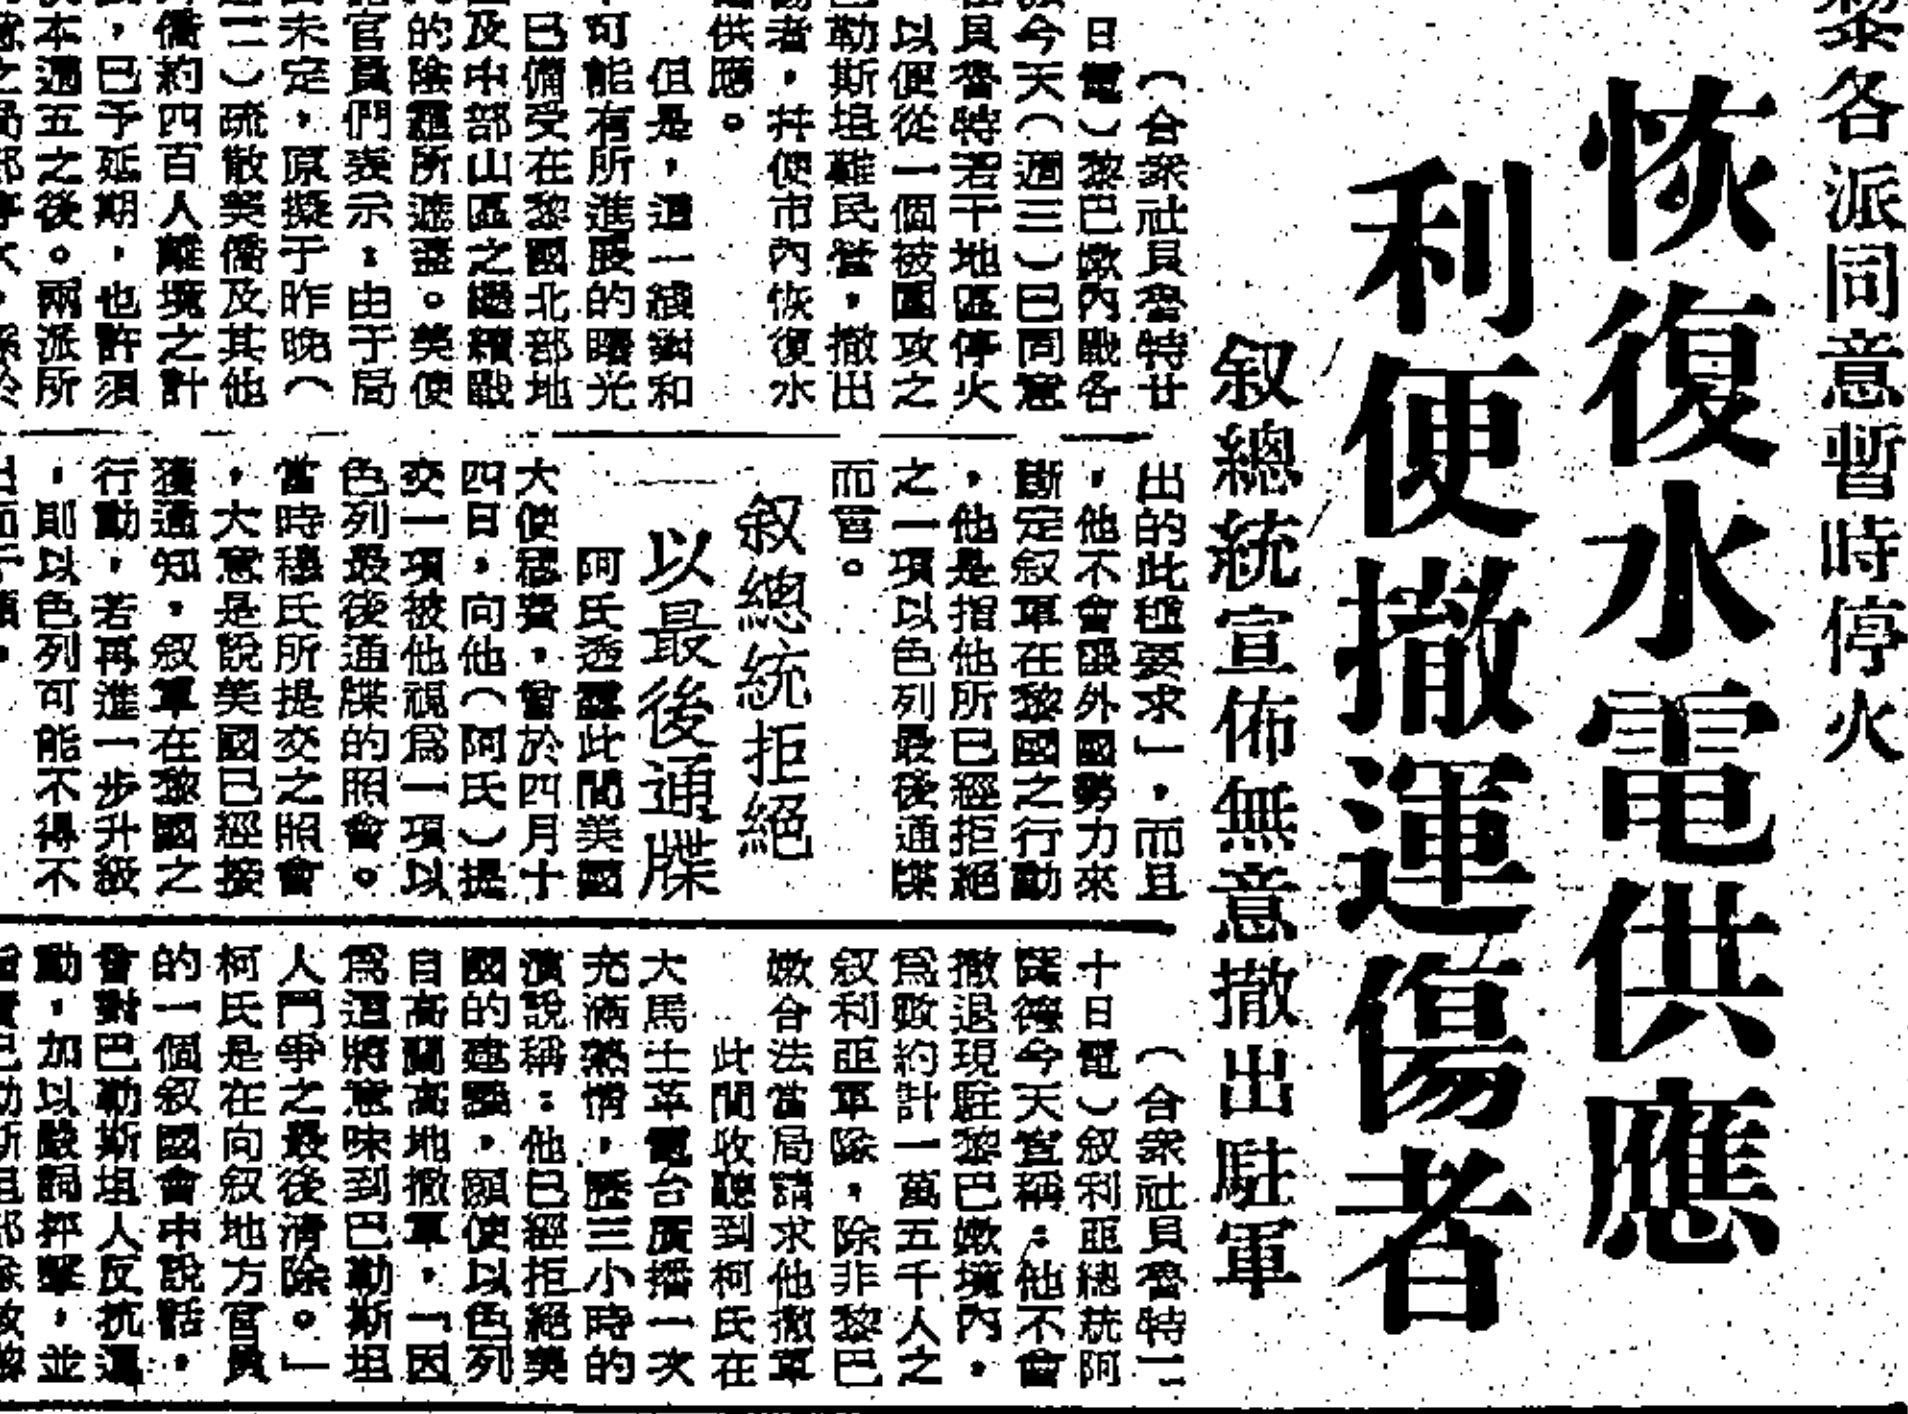 黎各派同意暫時停火
恢復水電供應
利便撤運傷者
叙總統宣佈無意撤出駐軍
（合衆社貝魯特廿
日電）黎巴嫩內戰各
今天（週三）已同意
貝魯特若干地區停火
以便從一個被圍攻之
巴勒斯坦難民營，撤出
者，幷使市內恢復水
供應。
但是，這一綫對和
可能有所進展的曙光
已備受在黎國北部地
及中部山區之繼續戰
的陰霾所遮蓋。美使
官員們表示：由于局
未定，原擬于昨晚（
二）疏散美僑及其他
僑約四百人離境之計
，已予延期，也許須
本週五之後。兩派所
出的此種要求」，而且
，他不會讓外國勢力來
斷定叙軍在黎國之行動
，他是指他所已經拒絕
之一項以色列最後通牒
而言。
叙總統拒絕
以最後通牒
阿氏透露此間美國
大使穩費，曾於四月十
四日，向他（阿氏）提
交一項被他視爲一項以
色列最後通牒的照會。
當時穩氏所提交之照會
，大意是說美國已經接
獲通知，叙軍在黎國之
行動，若再進一步升級
，則以色列可能不得不
（合衆社貝魯特二
十日電）叙利亞總統阿
薩德今天宣稱：他不會
撤退現駐黎巴嫩境內，
爲數約計一萬五千人之
叙利亞軍隊，除非黎巴
嫩合法當局請求他撤軍
此間收聽到柯氏在
大馬士革電台廣播一次
充滿熱情，歷三小時的
演說稱：他已經拒絕美
國的建議，願使以色列
自高蘭高地撤軍，「因
爲這將意味到巴勒斯坦
人鬥爭之最後清除。」
柯氏是在向叙地方官員
的一個叙國會中說話，
會對巴勒斯坦人反抗運
動，加以嚴詞抨擊，並